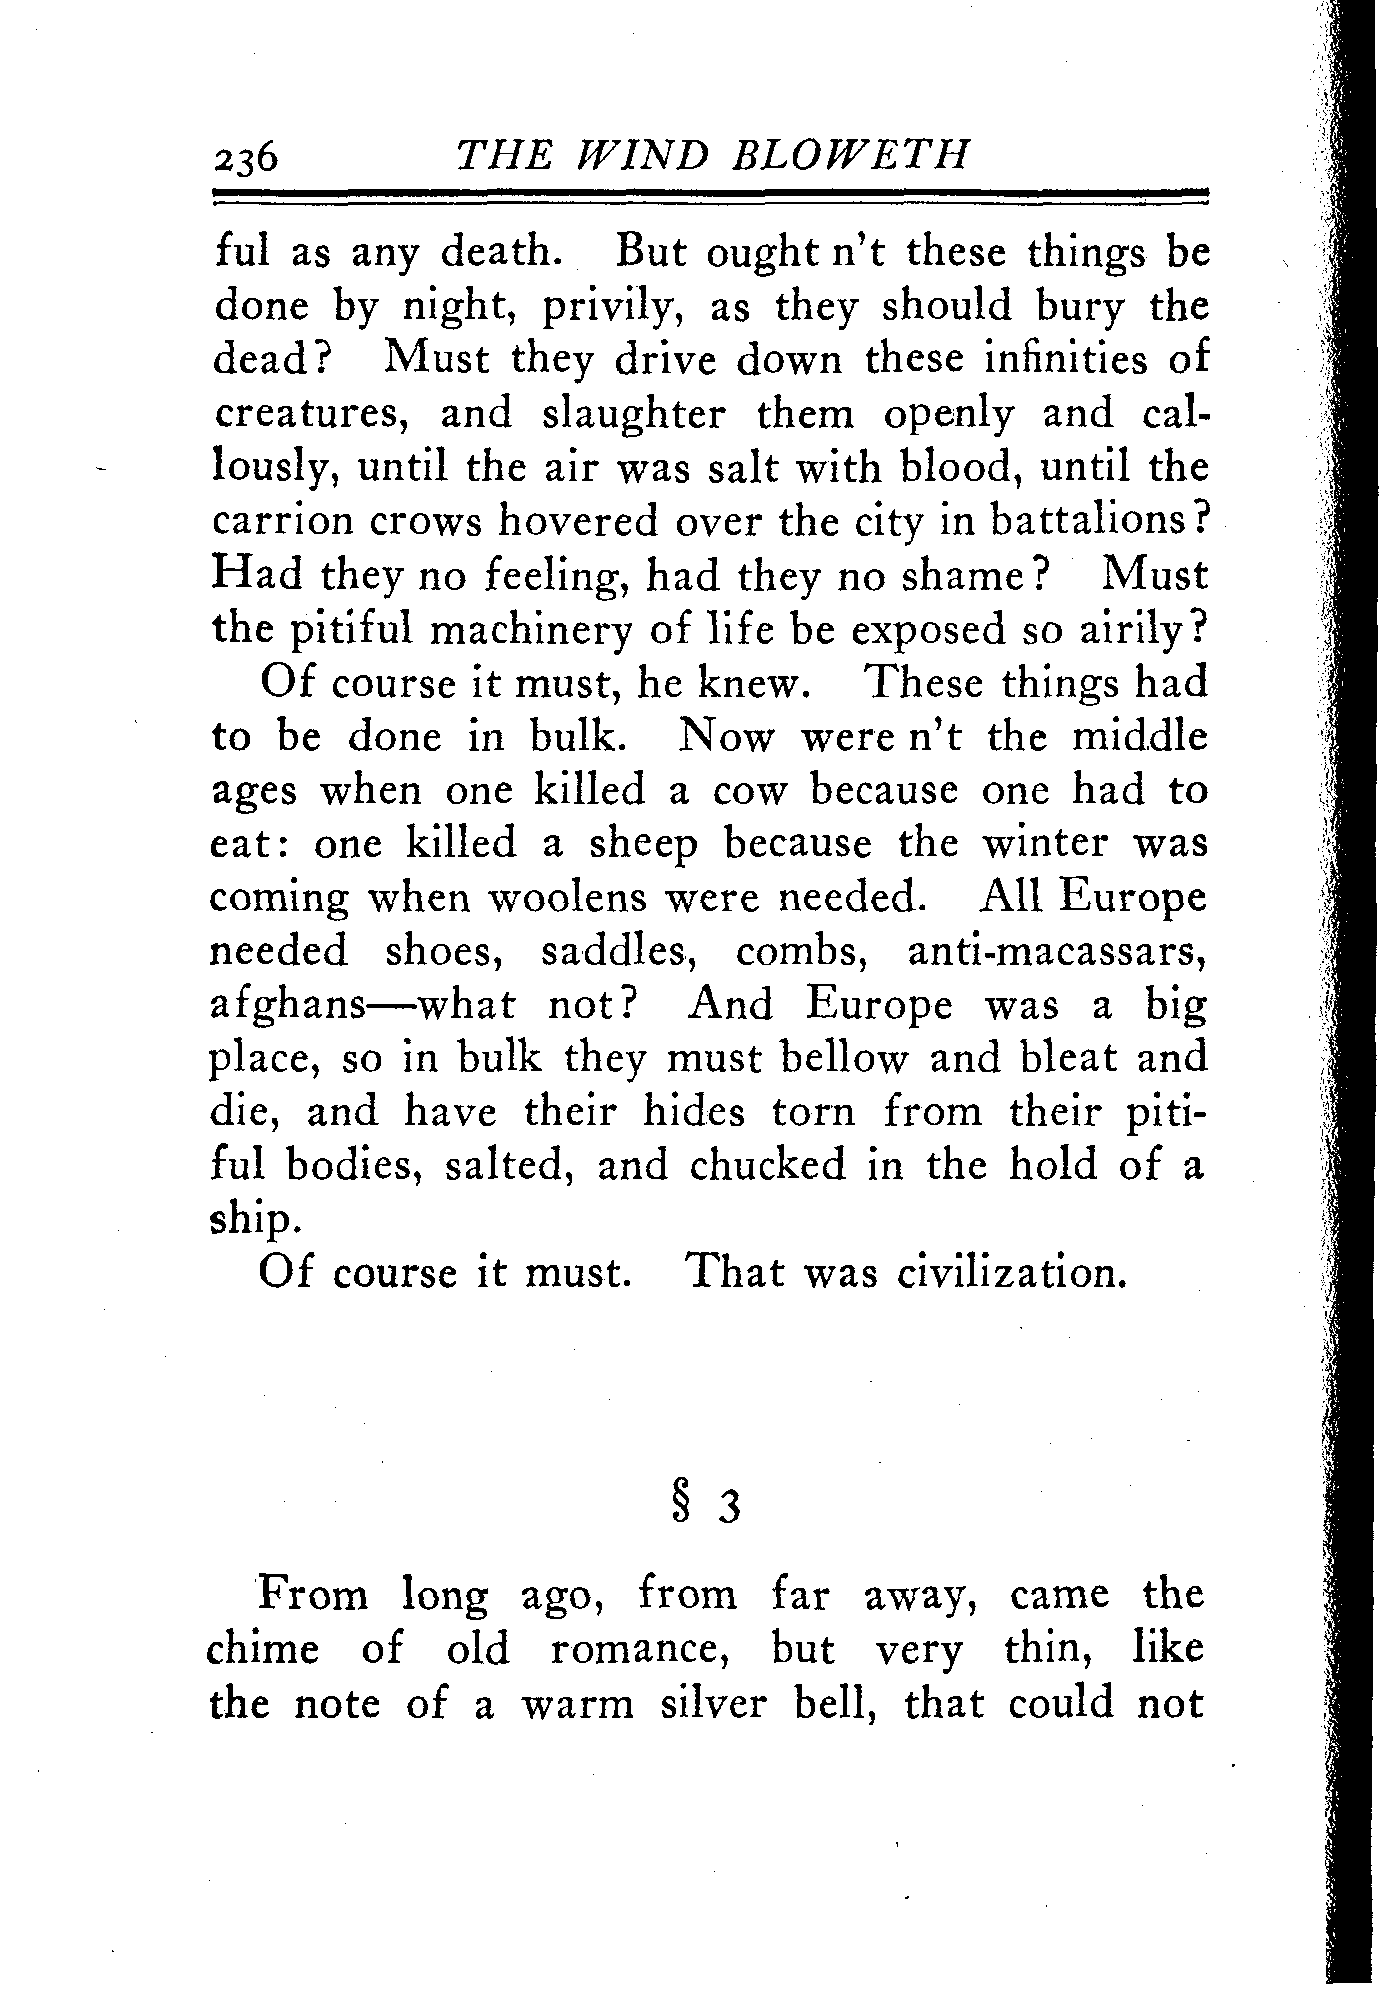 236 THE WIND BLOWETH
ful as any death. But ought n't these things be
done by night, privily, as they should bury the
dead? Must they drive down these infinities of
creatures, and slaughter them openly and cal-
lously, until the air was salt with blood, until the
carrion crows hovered over the city in battalions?
Had they no feeling, had they no shame? Must
the pitiful machinery of life be exposed so airily?
Of course it must, he knew. These things had
to be done in bulk. Now were n't the middle
ages when one killed a cow because one had to
eat: one killed a sheep because the winter was
coming when woolens were needed. All Europe
needed shoes, saddles, combs, anti-macassars,
afghans—what not? And Europe was a big
place, so in bulk they must bellow and bleat and
die, and have their hides torn from their piti-
ful bodies, salted, and chucked in the hold of a
ship.
Of course it must. That was civilization.
§ 3
From long ago, from far away, came the
chime of old romance, but very thin, like
the note of a warm silver bell, that could not